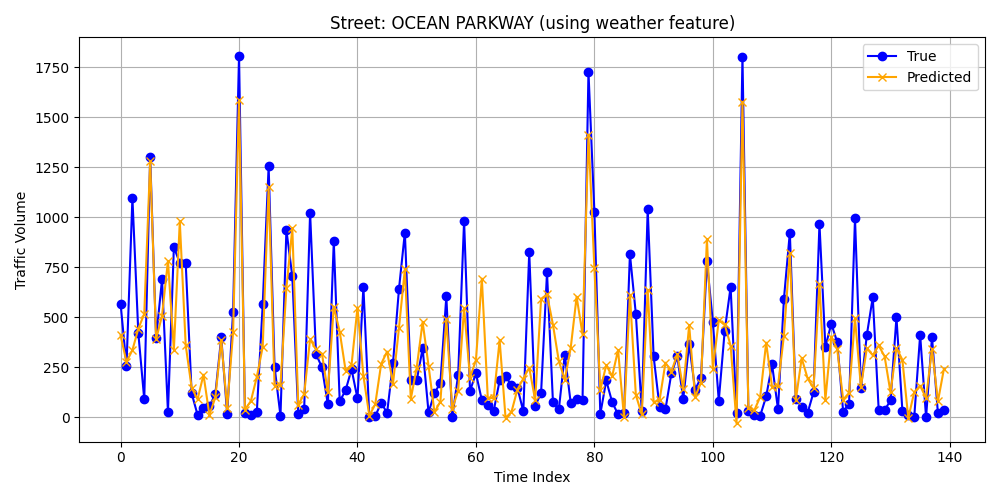 Street: OCEAN PARKWAY (using weather feature)
True
Predicted
Traffic Volume
1750
1500
1250
1000
750
500
250
0
0 20 40 60 80 100 120 140
Time Index